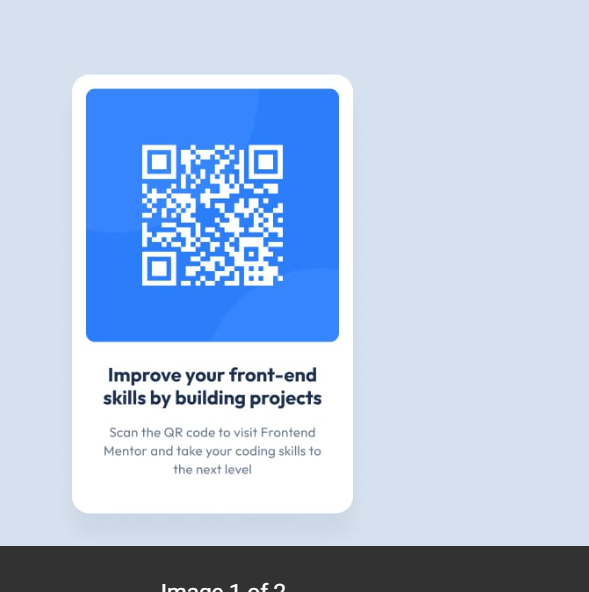 Improve your front-end
skills by building projects
Scan the QR code to visit Frontend
Mentor and take your coding skills to
the next level
Image 1 of 2